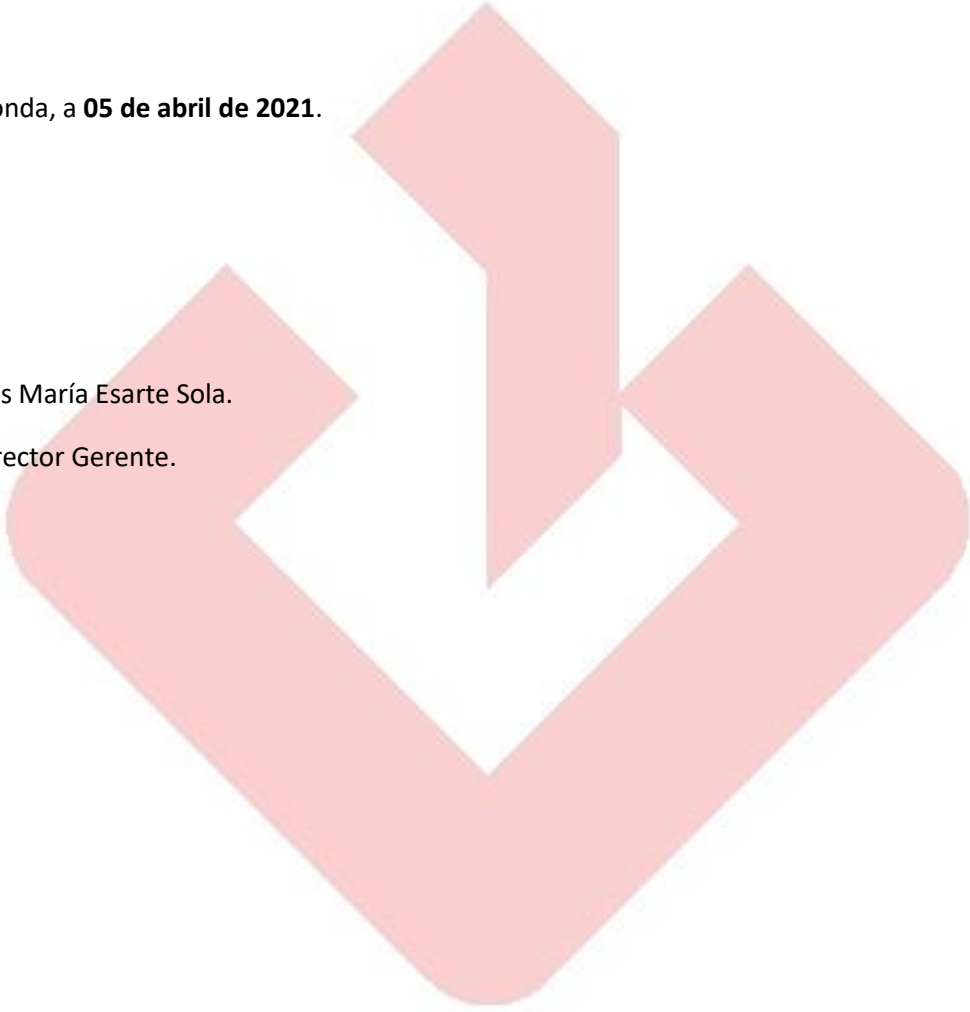 onda, a 05 de abril de 2021.
s María Esarte Sola.
rector Gerente.